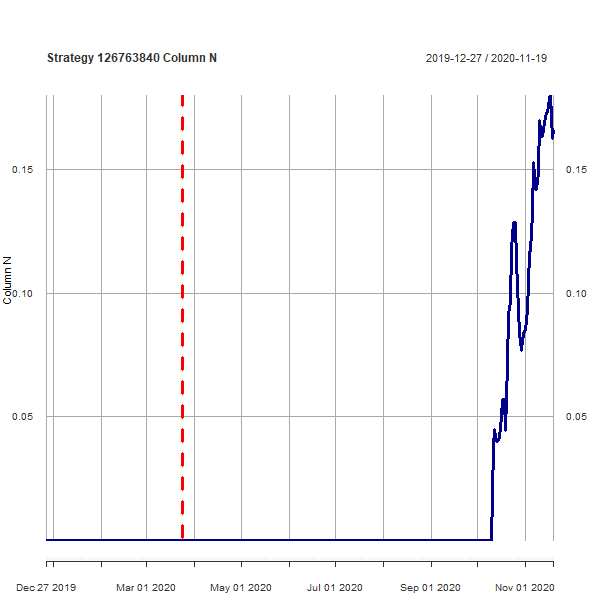 Strategy 126763840 Column N
2019-12-27 / 2020-11-19
0.15
0.15
Column N
0.10
0.10
0.05
0.05
Dec 27 2019
Mar 01 2020
May 01 2020
Jul 01 2020
Sep 01 2020
Nov 01 2020